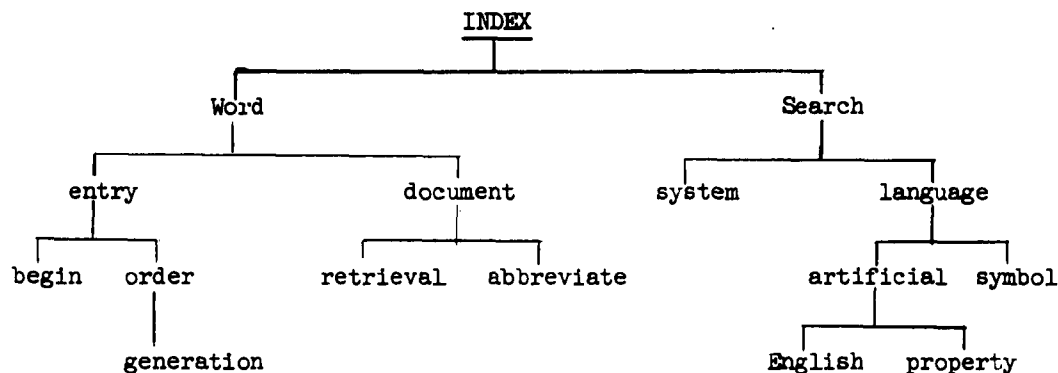 INDEX
Word Search
entry document system language
begin order retrieval abbreviate artificial symbol
generation English property